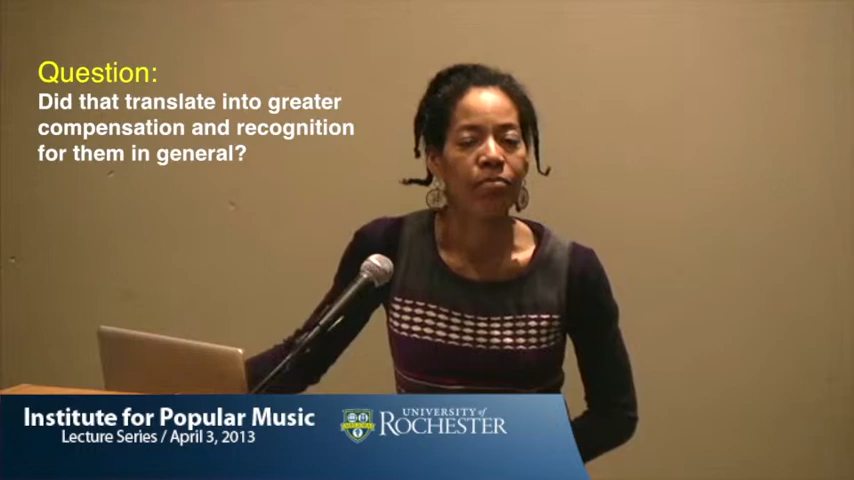 Question:
Did that translate into greater
compensation and recognition
for them in general?
Institute for Popular Music
Lecture Series / April 3, 2013
UNIVERSITY of
ROCHESTER